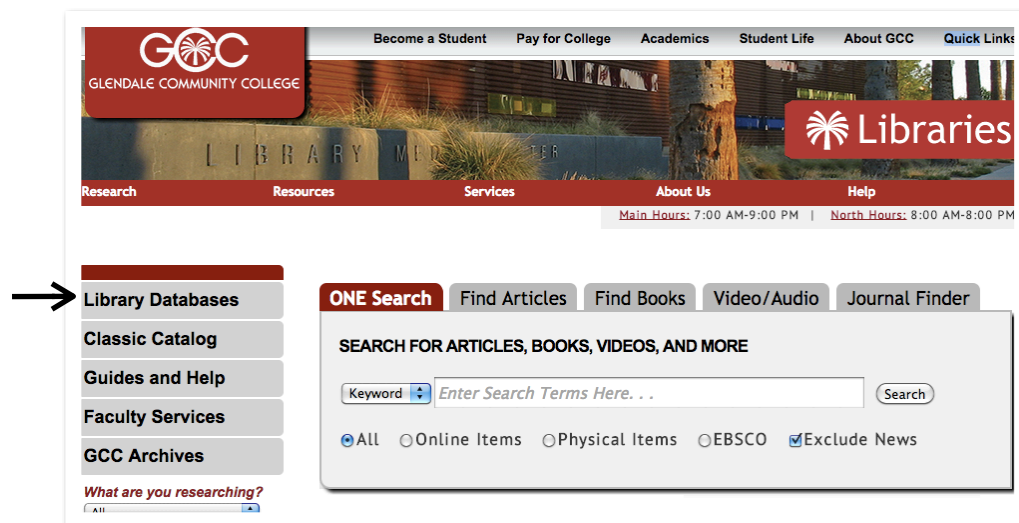 GCC
GLENDALE COMMUNITY COLLEGE
Become a Student Pay for College Academics Student Life About GCC Quick Links
LIBRARY MEDIA CENTER
Libraries
Research Resources Services About Us Help
Main Hours: 7:00 AM-9:00 PM | North Hours: 8:00 AM-8:00 PM
Library Databases
Classic Catalog
Guides and Help
Faculty Services
GCC Archives
What are you researching?
All
ONE Search Find Articles Find Books Video/Audio Journal Finder
SEARCH FOR ARTICLES, BOOKS, VIDEOS, AND MORE
Keyword Enter Search Terms Here. . . Search
All Online Items Physical Items EBSCO Exclude News